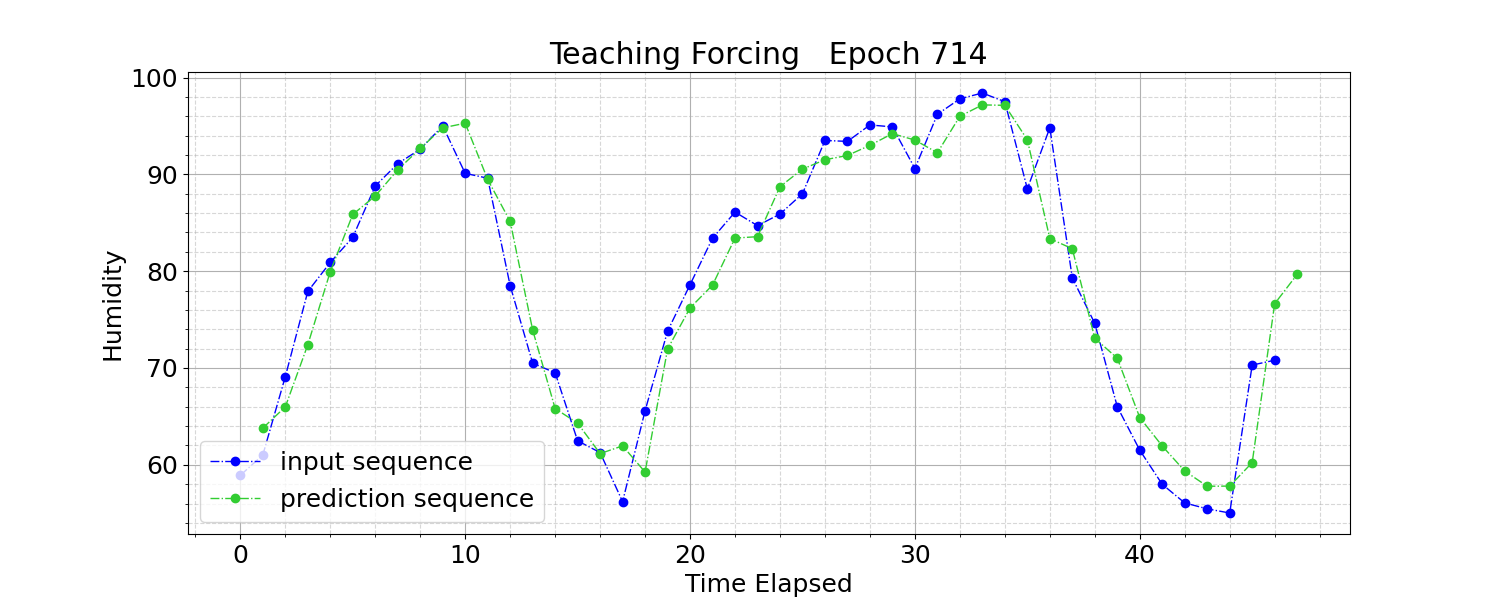 Teaching Forcing   Epoch 714
100
90
80
70
60
Humidity
input sequence
prediction sequence
0 10 20 30 40
Time Elapsed